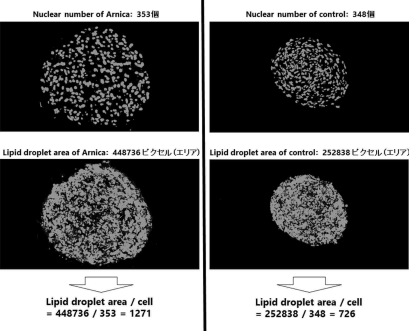 Nuclear number of Arnica: 353個
Nuclear number of control: 348個
Lipid droplet area of Arnica: 448736ピクセル(エリア)
Lipid droplet area of control: 252838ピクセル(エリア)
Lipid droplet area / cell
= 448736 / 353 = 1271
Lipid droplet area / cell
= 252838 / 348 = 726